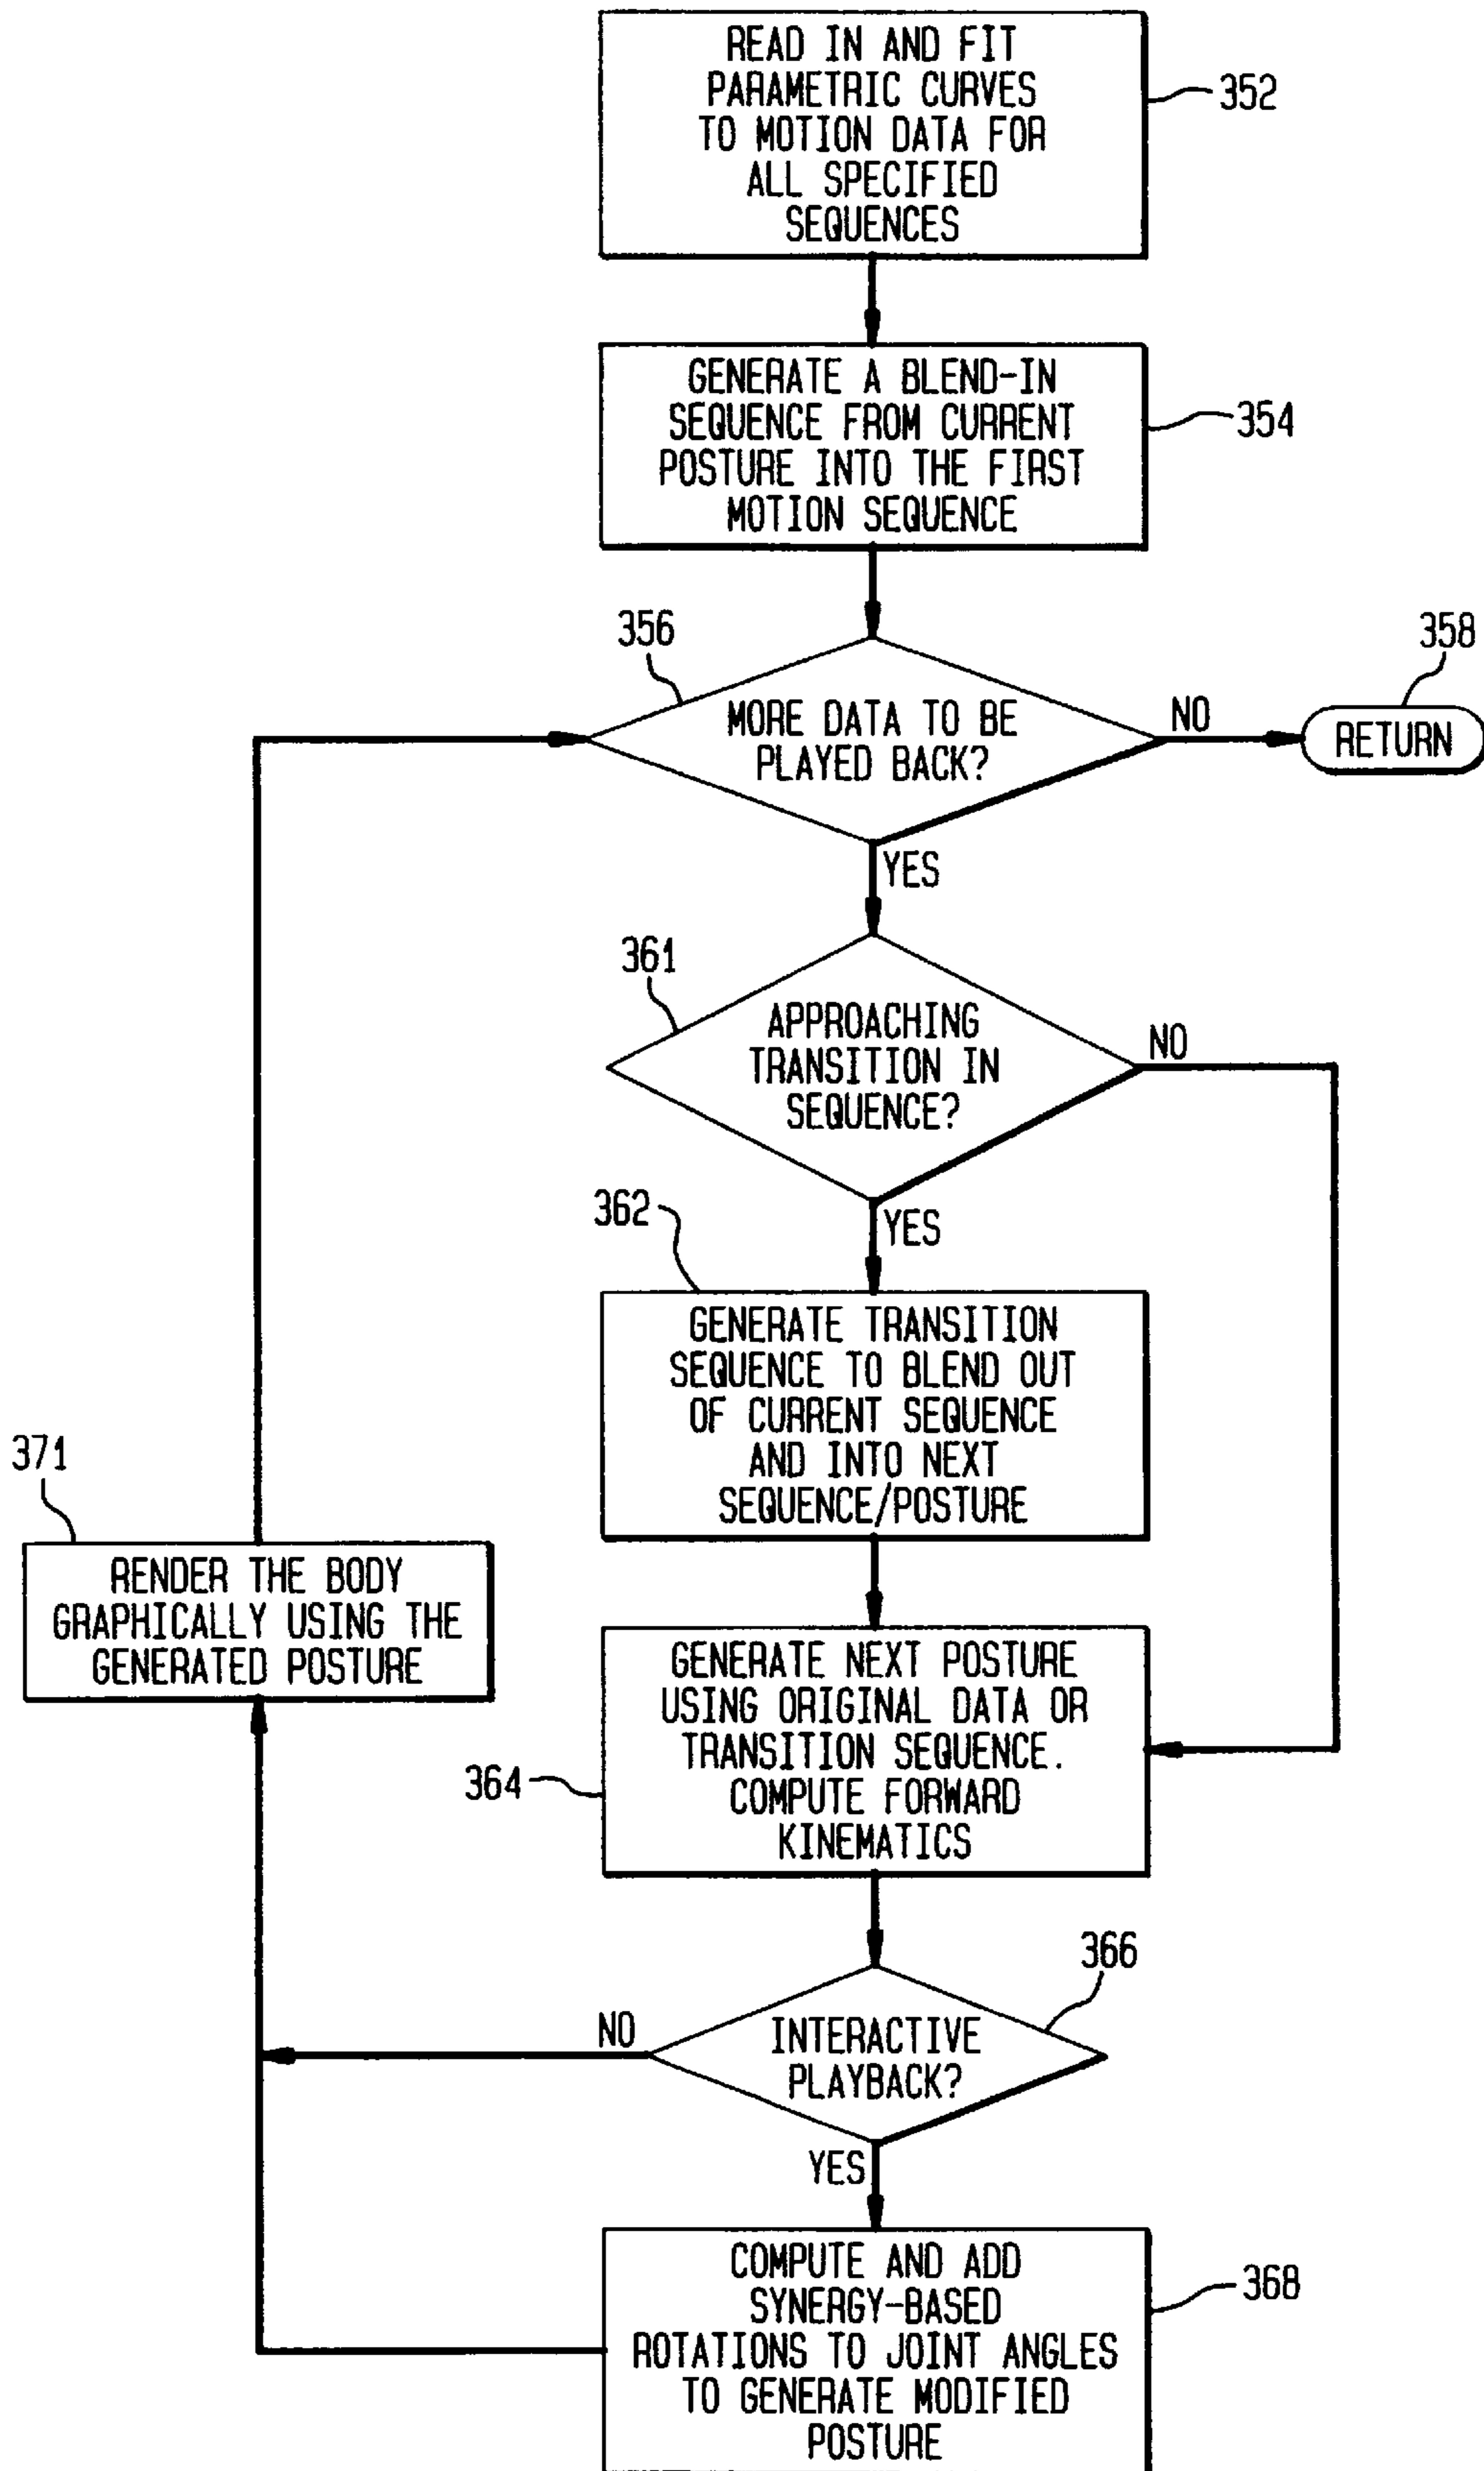 READ IN AND FIT
PARAMETRIC CURVES
TO MOTION DATA FOR
ALL SPECIFIED
SEQUENCES
352
GENERATE A BLEND-IN
SEQUENCE FROM CURRENT
POSTURE INTO THE FIRST
MOTION SEQUENCE
354
356
358
MORE DATA TO BE
PLAYED BACK?
NO
RETURN
YES
361
APPROACHING
TRANSITION IN
SEQUENCE?
NO
YES
362
GENERATE TRANSITION
SEQUENCE TO BLEND OUT
OF CURRENT SEQUENCE
AND INTO NEXT
SEQUENCE/POSTURE
371
RENDER THE BODY
GRAPHICALLY USING THE
GENERATED POSTURE
GENERATE NEXT POSTURE
USING ORIGINAL DATA OR
TRANSITION SEQUENCE.
COMPUTE FORWARD
KINEMATICS
364
366
NO
INTERACTIVE
PLAYBACK?
YES
COMPUTE AND ADD
SYNERGY-BASED
ROTATIONS TO JOINT ANGLES
TO GENERATE MODIFIED
POSTURE
368